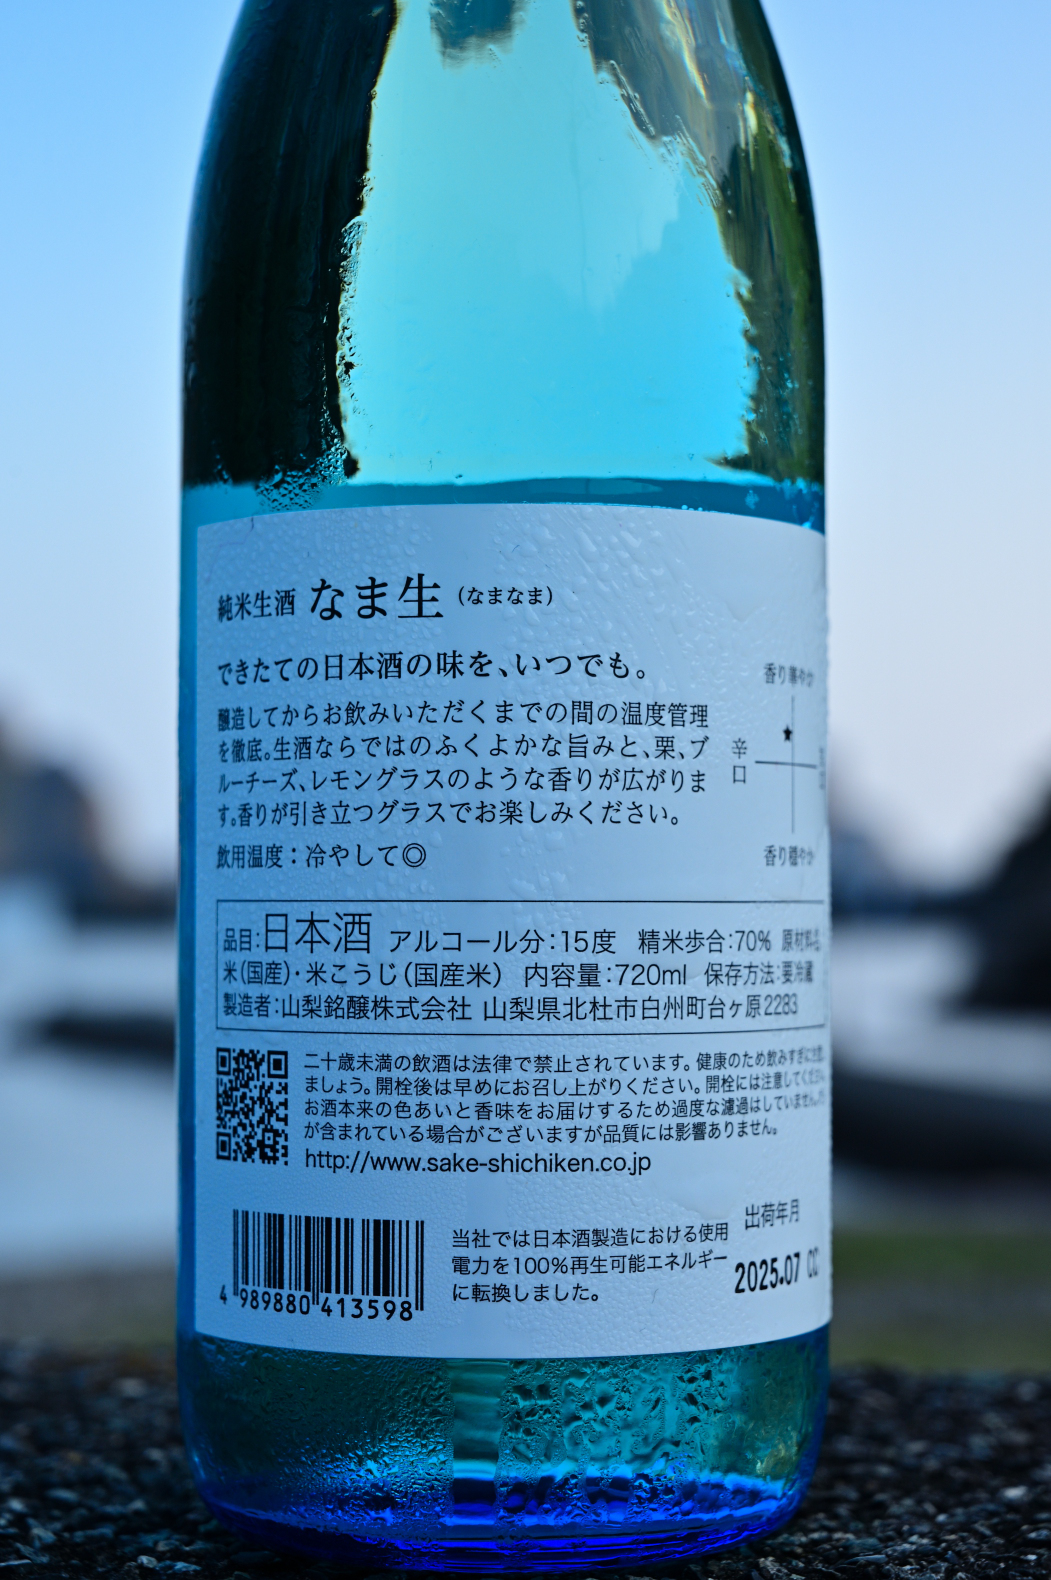 純米生酒 なま生（なまなま）
できたての日本酒の味を、いつでも。
醸造してからお飲みいただくまでの間の温度管理
を徹底。生酒ならではのふくよかな旨みと、栗、ブ
ルーチーズ、レモングラスのような香りが広がりま
す。香りが引き立つグラスでお楽しみください。
飲用温度：冷やして◎
香り華やか
辛口
香り穏やか
品目：日本酒 アルコール分：15度 精米歩合：70% 原材料名：
米（国産）・米こうじ（国産米） 内容量：720ml 保存方法：要冷蔵
製造者：山梨銘醸株式会社 山梨県北杜市白州町台ヶ原2283
二十歳未満の飲酒は法律で禁止されています。健康のため飲みすぎに注意し
ましょう。開栓後は早めにお召し上がりください。開栓には注意してください。
お酒本来の色あいと香味をお届けするため過度な濾過はしていません。
が含まれている場合がございますが品質には影響ありません。
http://www.sake-shichiken.co.jp
4 989880 413598
当社では日本酒製造における使用
電力を100%再生可能エネルギー
に転換しました。
出荷年月
2025.07 CC